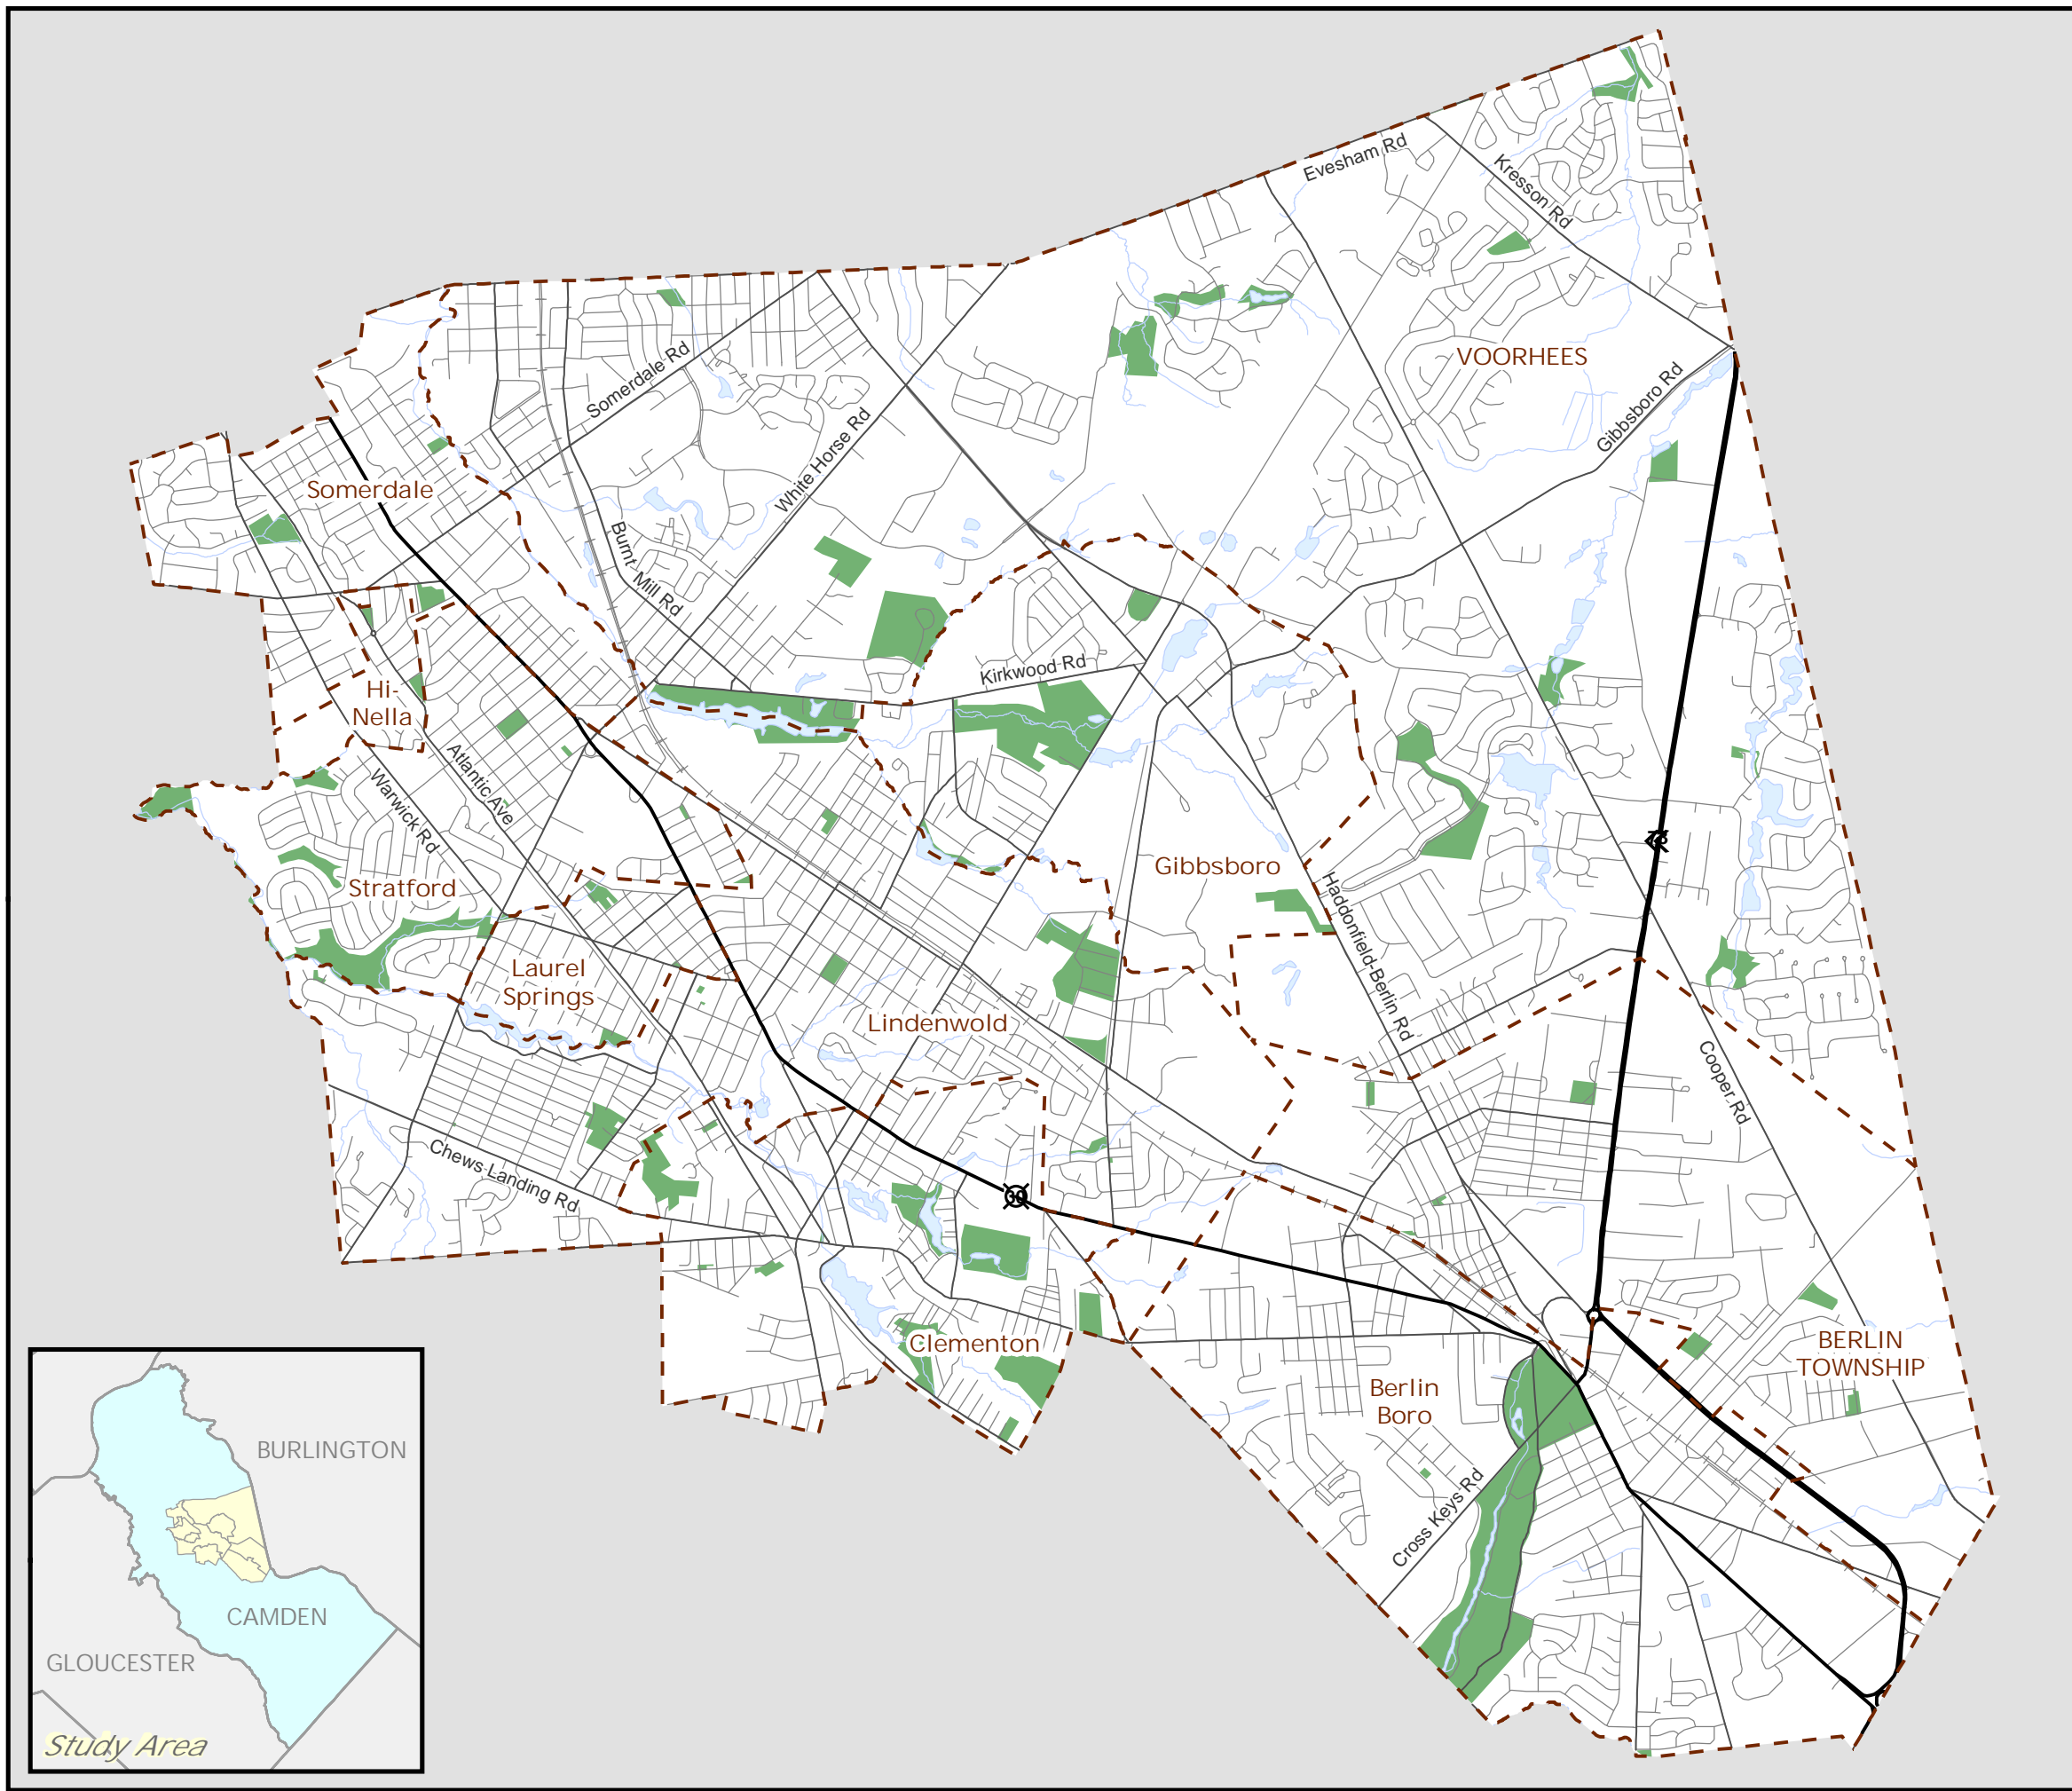 Evesham Rd
Kresson Rd
VOORHEES
Somerdale Rd
Gibbsboro Rd
White Horse Rd
Somerdale
Burnt Mill Rd
Kirkwood Rd
Hi-
Nella
Atlantic Ave
Warwick Rd
Stratford
Gibbsboro
Haddonfield-Berlin Rd
Laurel
Springs
Lindenwold
Cooper Rd
Chews Landing Rd
30
Clementon
BERLIN
TOWNSHIP
Berlin
Boro
Cross Keys Rd
BURLINGTON
CAMDEN
GLOUCESTER
Study Area